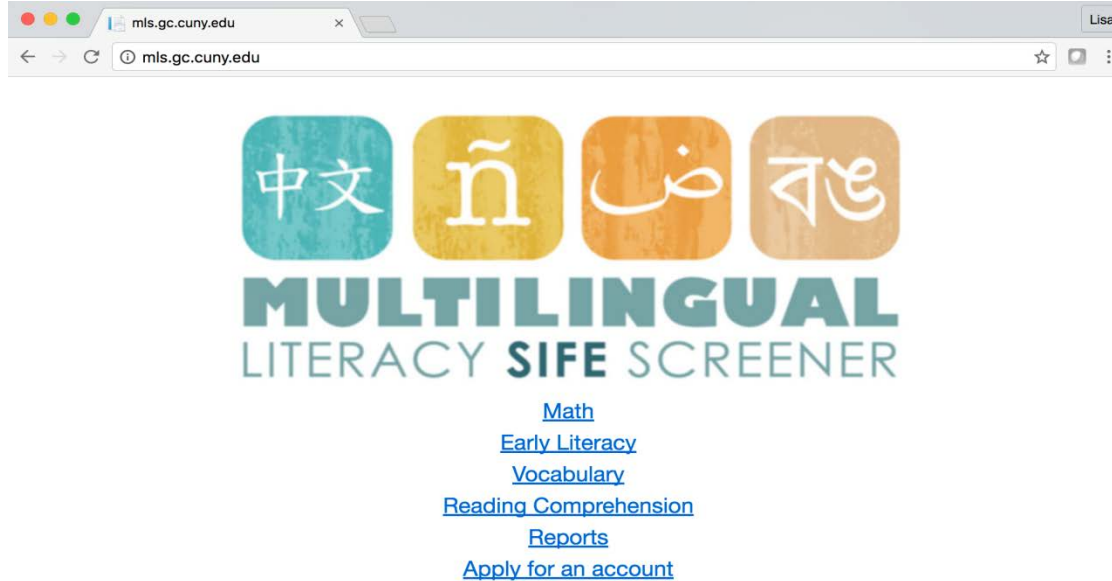 mls.gc.cuny.edu
Lisa
mls.gc.cuny.edu
中文 ñ ض বঙ
MULTILINGUAL
LITERACY SIFE SCREENER
Math
Early Literacy
Vocabulary
Reading Comprehension
Reports
Apply for an account